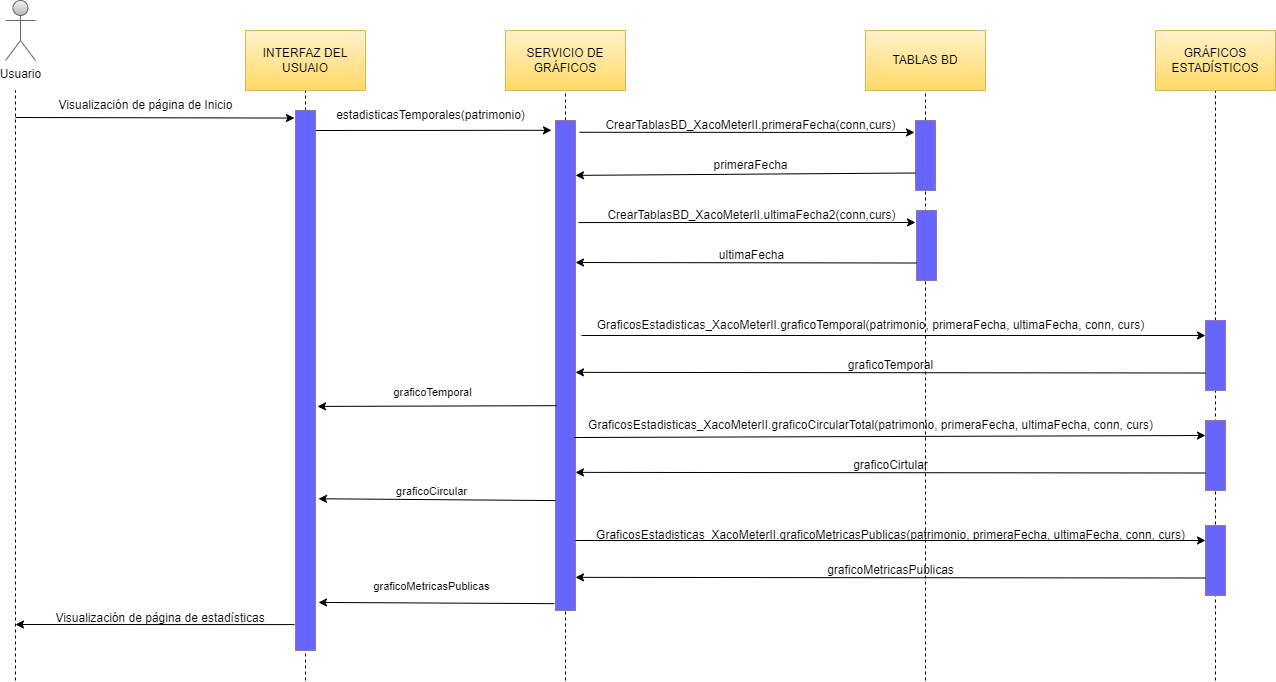 Usuario
INTERFAZ DEL
USUAIO
SERVICIO DE
GRÁFICOS
TABLAS BD
GRÁFICOS
ESTADÍSTICOS
Visualización de página de Inicio
estadisticasTemporales(patrimonio)
CrearTablasBD_XacoMeterII.primeraFecha(conn,curs)
primeraFecha
CrearTablasBD_XacoMeterII.ultimaFecha2(conn,curs)
ultimaFecha
GraficosEstadisticas_XacoMeterII.graficoTemporal(patrimonio, primeraFecha, ultimaFecha, conn, curs)
graficoTemporal
graficoTemporal
GraficosEstadisticas_XacoMeterII.graficoCircularTotal(patrimonio, primeraFecha, ultimaFecha, conn, curs)
graficoCirtular
graficoCircular
GraficosEstadisticas_XacoMeterII.graficoMetricasPublicas(patrimonio, primeraFecha, ultimaFecha, conn, curs)
graficoMetricasPublicas
graficoMetricasPublicas
Visualización de página de estadísticas